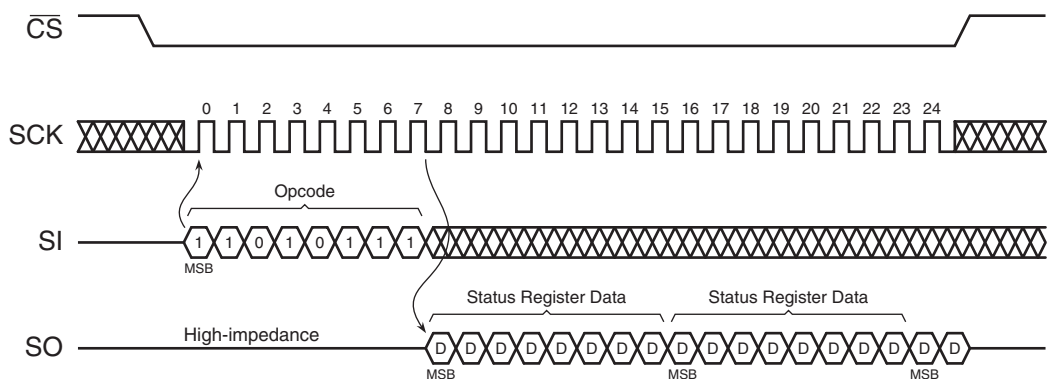 C̅S̅
0 1 2 3 4 5 6 7 8 9 10 11 12 13 14 15 16 17 18 19 20 21 22 23 24
SCK
Opcode
SI 1 1 0 1 0 1 1 1
MSB
Status Register Data Status Register Data
High-impedance
SO D D D D D D D D D D D D D D D D D D
MSB MSB MSB